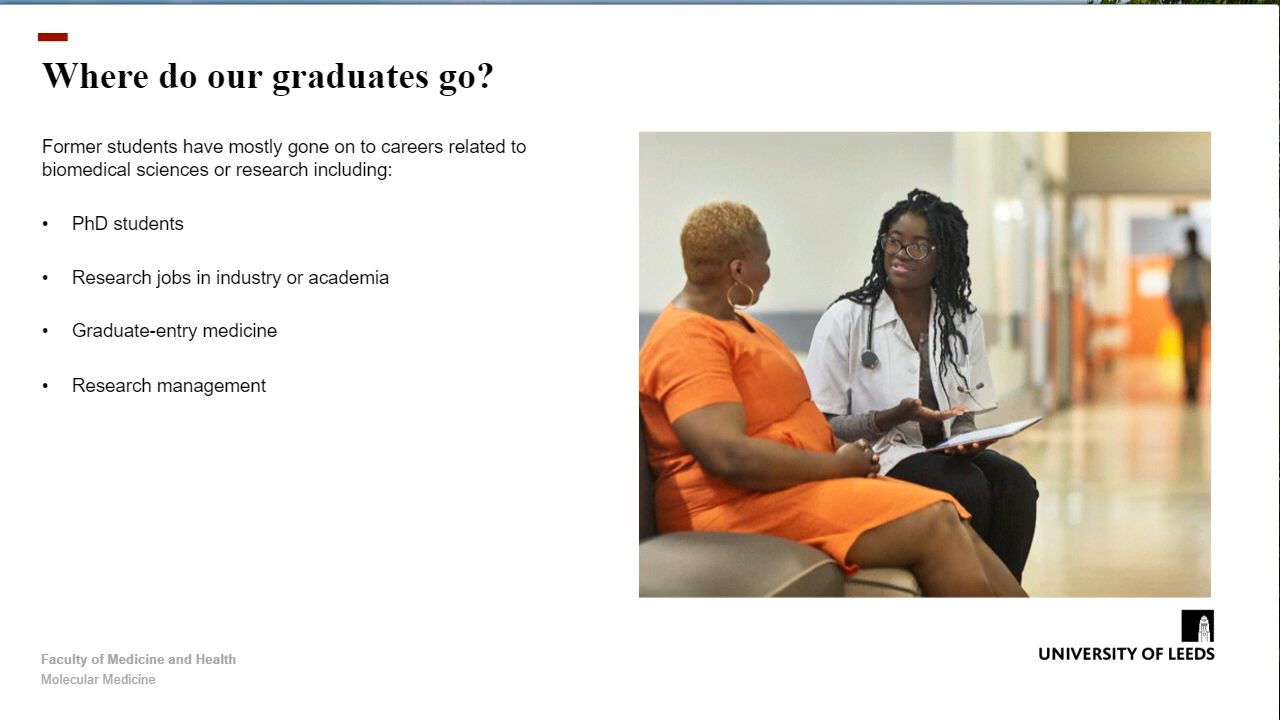 Where do our graduates go?
Former students have mostly gone on to careers related to
biomedical sciences or research including:
• PhD students
• Research jobs in industry or academia
• Graduate-entry medicine
• Research management
UNIVERSITY OF LEEDS
Faculty of Medicine and Health
Molecular Medicine